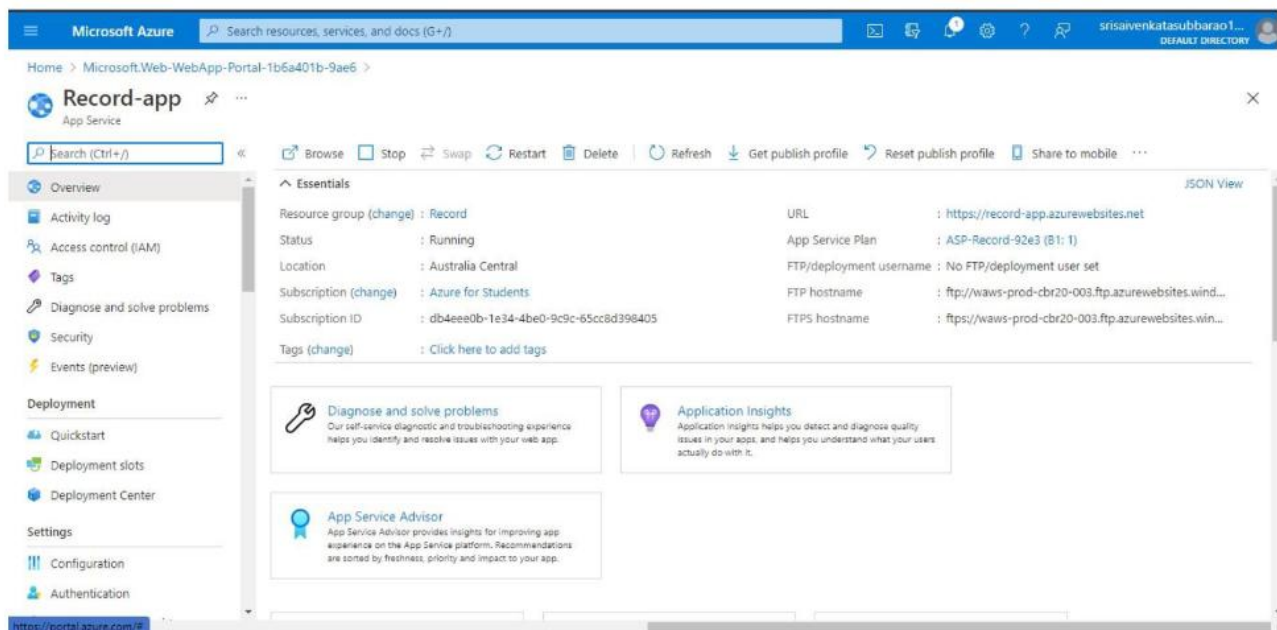 Microsoft Azure
Search resources, services, and docs (G+/)
1
srisaivenkatasubbarao1...
DEFAULT DIRECTORY
Home > Microsoft.Web-WebApp-Portal-1b6a401b-9ae6 >
Record-app
App Service
Search (Ctrl+/)
Browse Stop Swap Restart Delete Refresh Get publish profile Reset publish profile Share to mobile ...
Overview
Activity log
Access control (IAM)
Tags
Diagnose and solve problems
Security
Events (preview)
Deployment
Quickstart
Deployment slots
Deployment Center
Settings
Configuration
Authentication
Essentials
JSON View
Resource group (change) : Record
Status : Running
Location : Australia Central
Subscription (change) : Azure for Students
Subscription ID : db4eee0b-1e34-4be0-9c9c-65cc8d398405
Tags (change) : Click here to add tags
URL : https://record-app.azurewebsites.net
App Service Plan : ASP-Record-92e3 (B1: 1)
FTP/deployment username : No FTP/deployment user set
FTP hostname : ftp://waws-prod-cbr20-003.ftp.azurewebsites.wind...
FTPS hostname : ftps://waws-prod-cbr20-003.ftp.azurewebsites.win...
Diagnose and solve problems
Our self-service diagnostic and troubleshooting experience
helps you identify and resolve issues with your web app.
Application Insights
Application Insights helps you detect and diagnose quality
issues in your apps, and helps you understand what your users
actually do with it.
App Service Advisor
App Service Advisor provides insights for improving app
experience on the App Service platform. Recommendations
are sorted by freshness, priority and impact to your app.
https://portal.azure.com/#